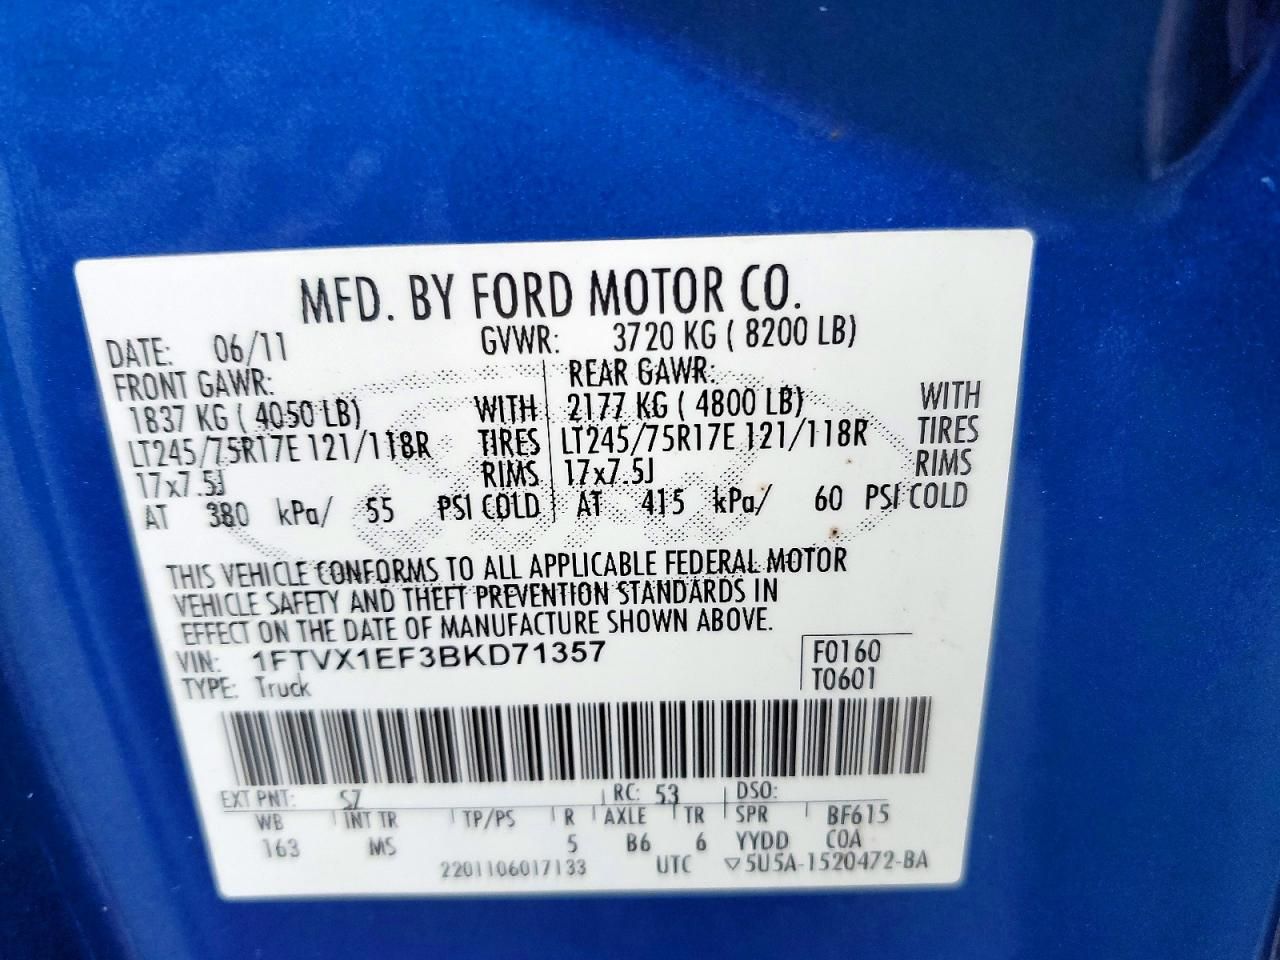 MFD. BY FORD MOTOR CO.
DATE: 06/11 GVWR: 3720 KG ( 8200 LB)
FRONT GAWR: REAR GAWR:
1837 KG ( 4050 LB) WITH 2177 KG ( 4800 LB) WITH
LT245/75R17E 121/118R TIRES LT245/75R17E 121/118R TIRES
17x7.5J RIMS 17x7.5J RIMS
AT 380 kPa/ 55 PSI COLD AT 415 kPa/ 60 PSI COLD
THIS VEHICLE CONFORMS TO ALL APPLICABLE FEDERAL MOTOR
VEHICLE SAFETY AND THEFT PREVENTION STANDARDS IN
EFFECT ON THE DATE OF MANUFACTURE SHOWN ABOVE.
VIN: 1FTVX1EF3BKD71357 F0160
TYPE: Truck T0601
EXT PNT: SZ RC: 53 DSO:
WB INT TR TP/PS R AXLE TR SPR BF615
163 MS 5 B6 6 YYDD COA
2201106017133 UTC ▽5U5A-1520472-BA